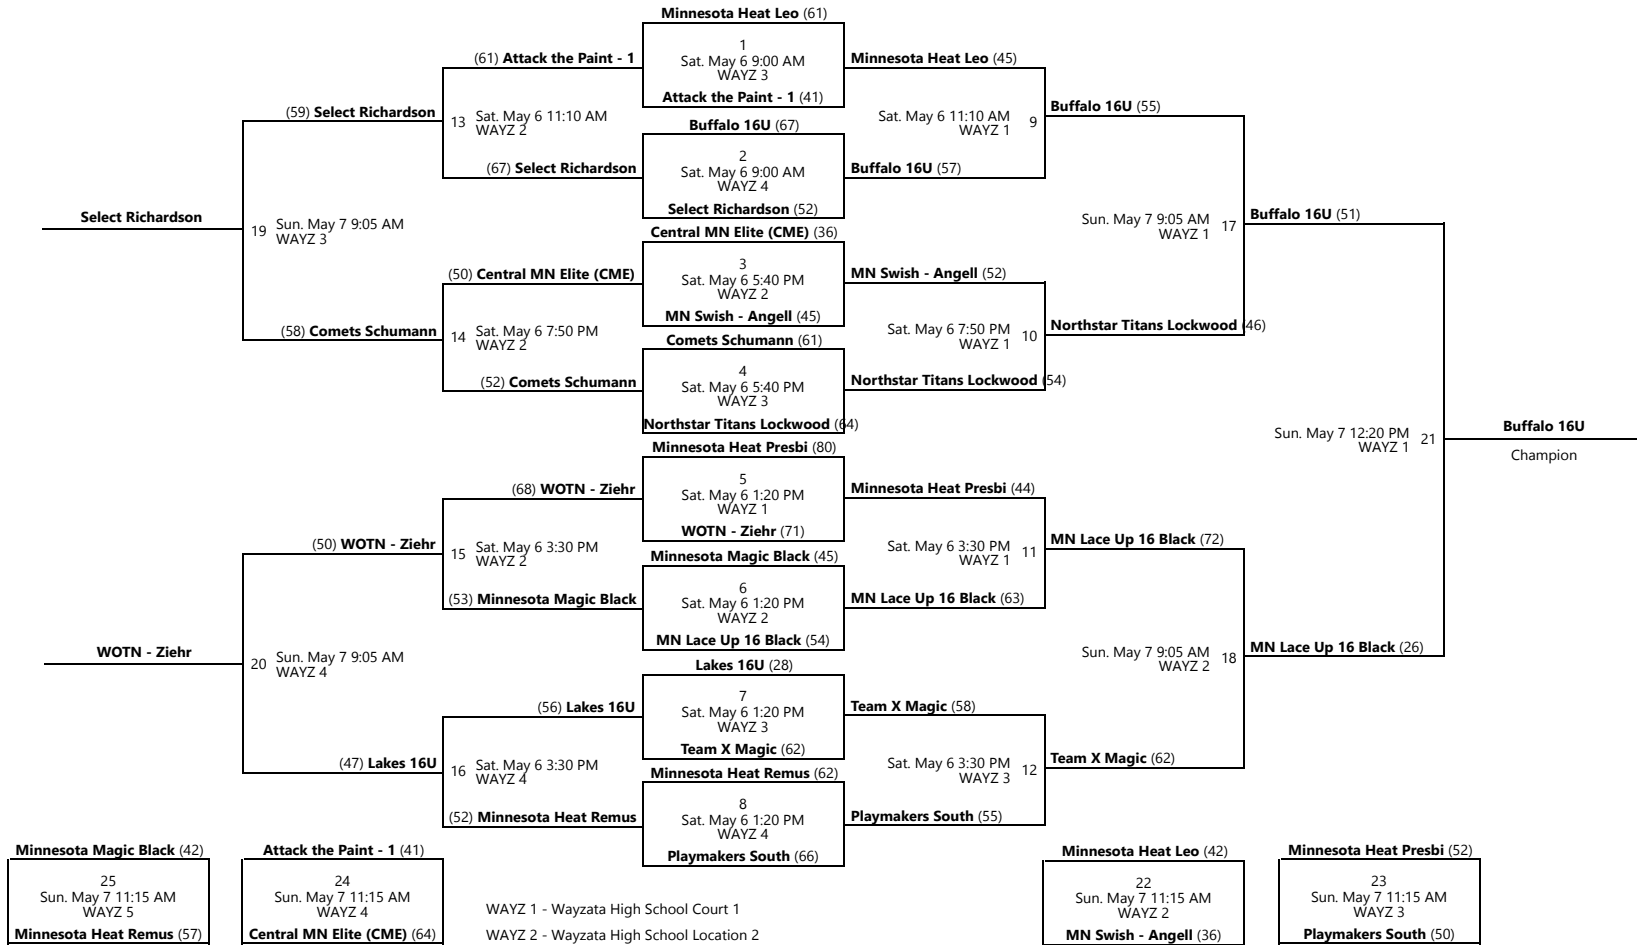 Minnesota Heat Leo (61)
1
Sat. May 6 9:00 AM
WAYZ 3
Attack the Paint - 1 (41)
(61) Attack the Paint - 1
Minnesota Heat Leo (45)
(59) Select Richardson
13 Sat. May 6 11:10 AM
WAYZ 2
Sat. May 6 11:10 AM 9
WAYZ 1
Buffalo 16U (55)
Buffalo 16U (67)
2
Sat. May 6 9:00 AM
WAYZ 4
Select Richardson (52)
(67) Select Richardson
Buffalo 16U (57)
Select Richardson
19 Sun. May 7 9:05 AM
WAYZ 3
Sun. May 7 9:05 AM 17
WAYZ 1
Buffalo 16U (51)
Central MN Elite (CME) (36)
3
Sat. May 6 5:40 PM
WAYZ 2
MN Swish - Angell (45)
(50) Central MN Elite (CME)
MN Swish - Angell (52)
(58) Comets Schumann
14 Sat. May 6 7:50 PM
WAYZ 2
Sat. May 6 7:50 PM 10
WAYZ 1
Northstar Titans Lockwood (46)
Comets Schumann (61)
4
Sat. May 6 5:40 PM
WAYZ 3
Northstar Titans Lockwood (64)
(52) Comets Schumann
Northstar Titans Lockwood (54)
Sun. May 7 12:20 PM 21
WAYZ 1
Buffalo 16U
Champion
Minnesota Heat Presbi (80)
5
Sat. May 6 1:20 PM
WAYZ 1
WOTN - Ziehr (71)
(68) WOTN - Ziehr
Minnesota Heat Presbi (44)
(50) WOTN - Ziehr
15 Sat. May 6 3:30 PM
WAYZ 2
Sat. May 6 3:30 PM 11
WAYZ 1
MN Lace Up 16 Black (72)
Minnesota Magic Black (45)
6
Sat. May 6 1:20 PM
WAYZ 2
MN Lace Up 16 Black (54)
(53) Minnesota Magic Black
MN Lace Up 16 Black (63)
WOTN - Ziehr
20 Sun. May 7 9:05 AM
WAYZ 4
Sun. May 7 9:05 AM 18
WAYZ 2
MN Lace Up 16 Black (26)
Lakes 16U (28)
7
Sat. May 6 1:20 PM
WAYZ 3
Team X Magic (62)
(56) Lakes 16U
Team X Magic (58)
(47) Lakes 16U
16 Sat. May 6 3:30 PM
WAYZ 4
Sat. May 6 3:30 PM 12
WAYZ 3
Team X Magic (62)
Minnesota Heat Remus (62)
8
Sat. May 6 1:20 PM
WAYZ 4
Playmakers South (66)
(52) Minnesota Heat Remus
Playmakers South (55)
Minnesota Magic Black (42)
25
Sun. May 7 11:15 AM
WAYZ 5
Minnesota Heat Remus (57)
Attack the Paint - 1 (41)
24
Sun. May 7 11:15 AM
WAYZ 4
Central MN Elite (CME) (64)
WAYZ 1 - Wayzata High School Court 1
WAYZ 2 - Wayzata High School Location 2
Minnesota Heat Leo (42)
22
Sun. May 7 11:15 AM
WAYZ 2
MN Swish - Angell (36)
Minnesota Heat Presbi (52)
23
Sun. May 7 11:15 AM
WAYZ 3
Playmakers South (50)